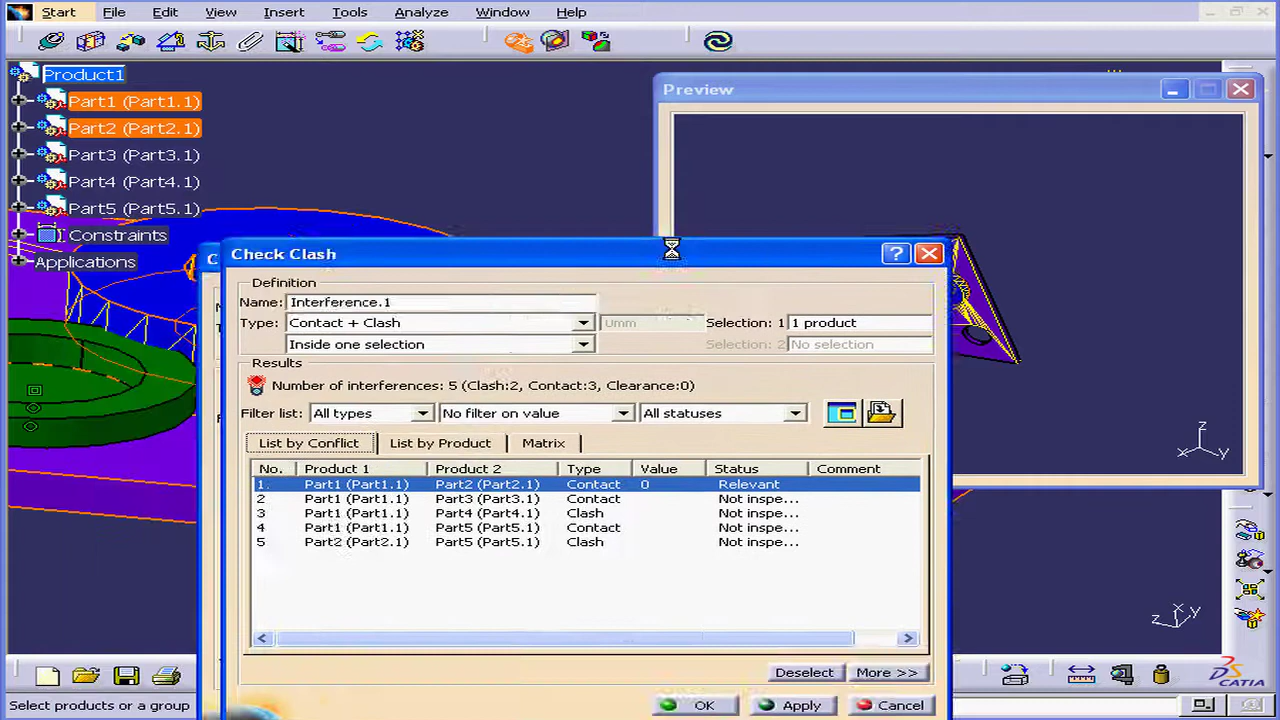 Start File Edit View Insert Tools Analyze Window Help
Product1
Part1 (Part1.1)
Part2 (Part2.1)
Part3 (Part3.1)
Part4 (Part4.1)
Part5 (Part5.1)
Constraints
Applications
Preview
z
x y
C
Check Clash
Definition
Name: Interference.1
Type: Contact + Clash 0mm Selection: 1 1 product
Inside one selection Selection: 2 No selection
Results
Number of interferences: 5 (Clash:2, Contact:3, Clearance:0)
Filter list: All types No filter on value All statuses
List by Conflict List by Product Matrix
No. Product 1 Product 2 Type Value Status Comment
1. Part1 (Part1.1) Part2 (Part2.1) Contact 0 Relevant
2 Part1 (Part1.1) Part3 (Part3.1) Contact Not inspe...
3 Part1 (Part1.1) Part4 (Part4.1) Clash Not inspe...
4 Part1 (Part1.1) Part5 (Part5.1) Contact Not inspe...
5 Part2 (Part2.1) Part5 (Part5.1) Clash Not inspe...
Deselect More >>
OK Apply Cancel
x y
z
CATIA
Select products or a group